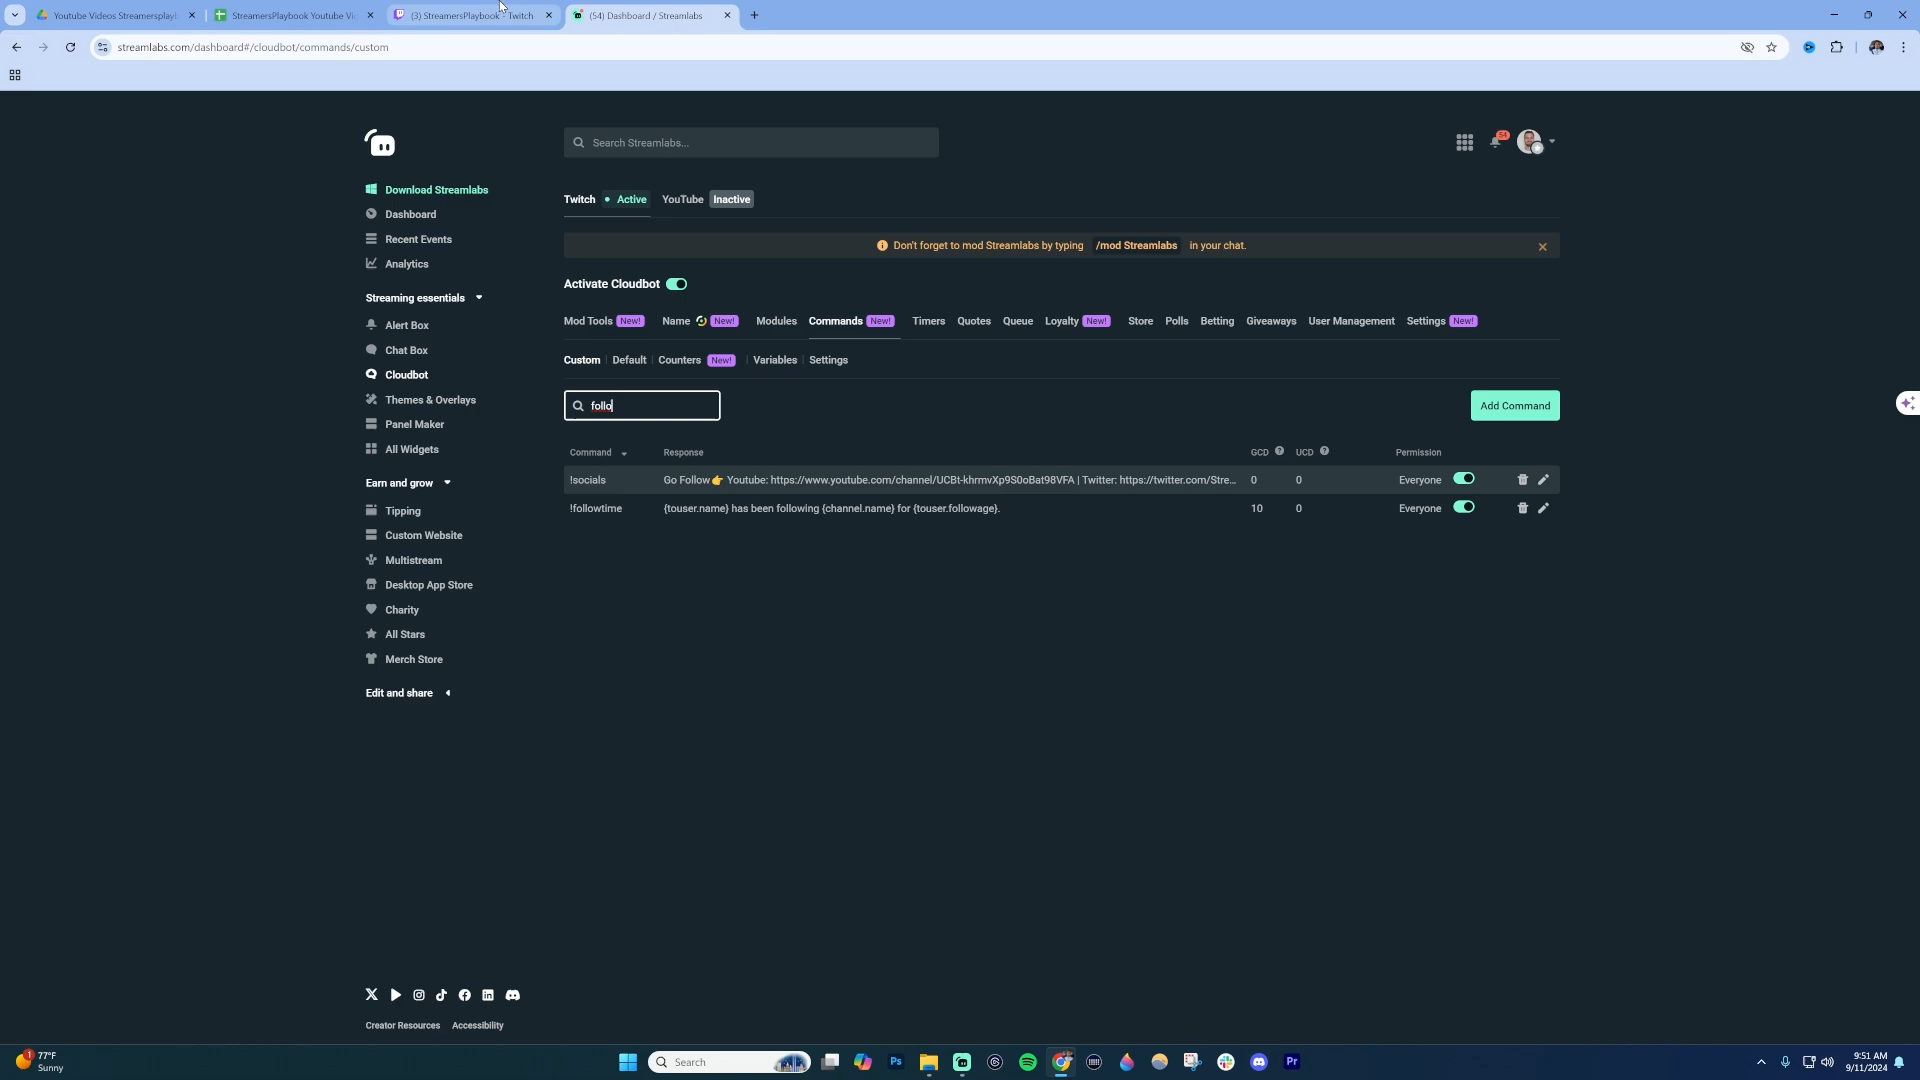 Youtube Videos Streamersplayb
StreamersPlaybook Youtube Vi
(3) StreamersPlaybook - Twitch
(54) Dashboard / Streamlabs
streamlabs.com/dashboard#/cloudbot/commands/custom
Search Streamlabs...
54
Download Streamlabs
Dashboard
Recent Events
Analytics
Streaming essentials
Alert Box
Chat Box
Cloudbot
Themes & Overlays
Panel Maker
All Widgets
Earn and grow
Tipping
Custom Website
Multistream
Desktop App Store
Charity
All Stars
Merch Store
Edit and share
Twitch Active YouTube Inactive
Don't forget to mod Streamlabs by typing /mod Streamlabs in your chat.
Activate Cloudbot
Mod Tools New! Name New! Modules Commands New! Timers Quotes Queue Loyalty New! Store Polls Betting Giveaways User Management Settings New!
Custom Default Counters New! Variables Settings
follo
Add Command
Command Response GCD ? UCD ? Permission
!socials Go Follow👉 Youtube: https://www.youtube.com/channel/UCBt-khrmvXp9S0oBat98VFA | Twitter: https://twitter.com/Stre... 0 0 Everyone
!followtime {touser.name} has been following {channel.name} for {touser.followage}. 10 0 Everyone
Creator Resources Accessibility
1
77°F
Sunny
Search
Ps
Pr
9:51 AM
9/11/2024